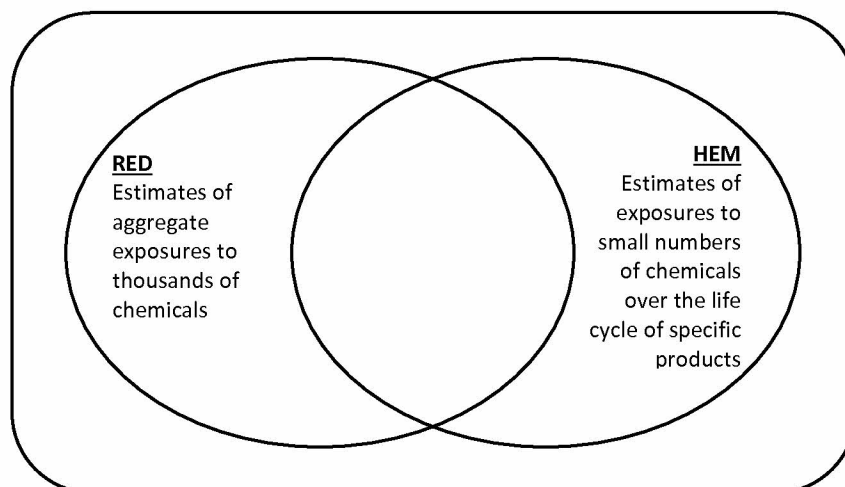 RED
Estimates of
aggregate
exposures to
thousands of
chemicals
HEM
Estimates of
exposures to
small numbers
of chemicals
over the life
cycle of specific
products